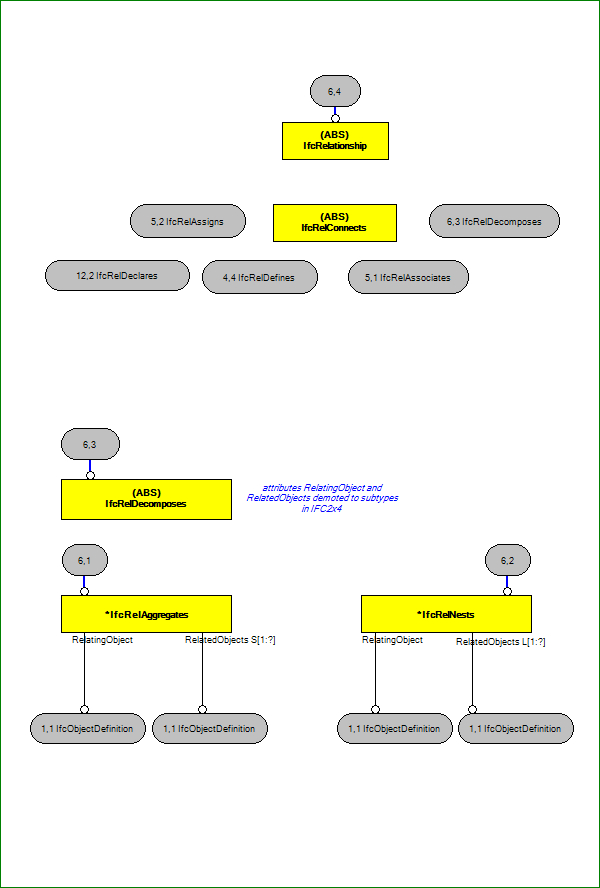 6,4
(ABS)
IfcRelationship
5,2 IfcRelAssigns
(ABS)
IfcRelConnects
6,3 IfcRelDecomposes
12,2 IfcRelDeclares
4,4 IfcRelDefines
5,1 IfcRelAssociates
6,3
(ABS)
IfcRelDecomposes
attributes RelatingObject and
RelatedObjects demoted to subtypes
in IFC2x4
6,1
6,2
*IfcRelAggregates
*IfcRelNests
RelatingObject
RelatedObjects S[1:?]
RelatingObject
RelatedObjects L[1:?]
1,1 IfcObjectDefinition
1,1 IfcObjectDefinition
1,1 IfcObjectDefinition
1,1 IfcObjectDefinition